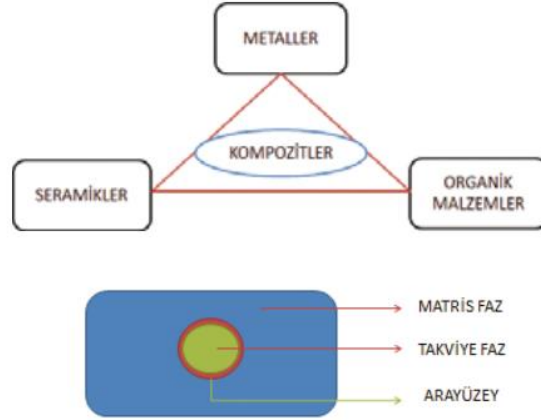 METALLER
KOMPOZİTLER
SERAMİKLER
ORGANİK
MALZEMLER
MATRİS FAZ
TAKVİYE FAZ
ARAYÜZEY